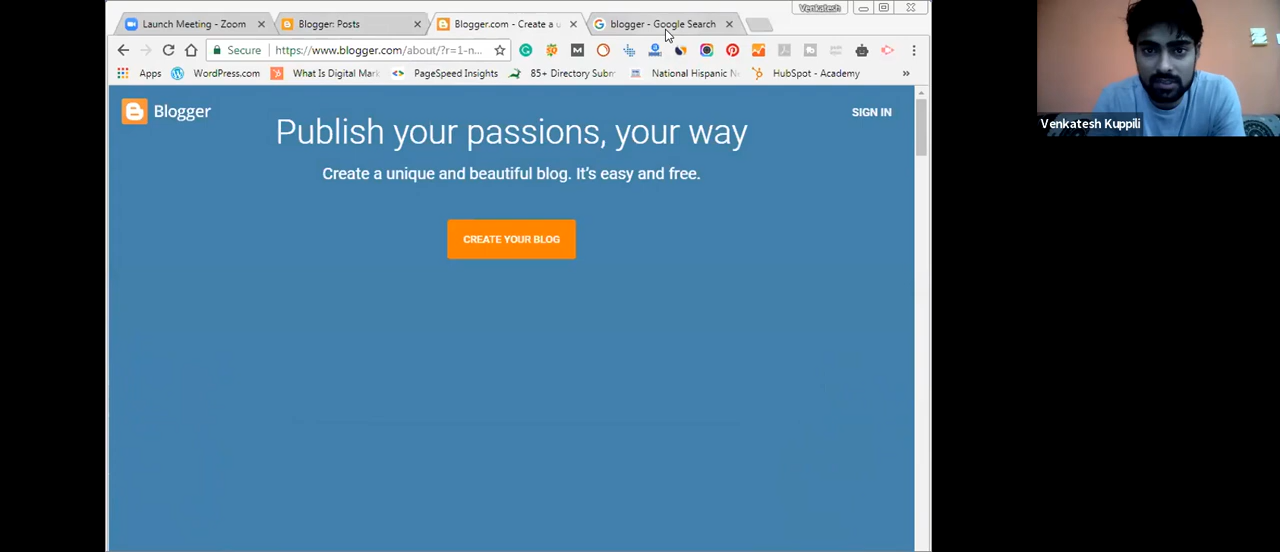 Launch Meeting - Zoom
Blogger: Posts
Blogger.com - Create a u
blogger - Google Search
Venkatesh
Secure
https://www.blogger.com/about/?r=1-n...
Apps
WordPress.com
What Is Digital Mark
PageSpeed Insights
85+ Directory Subm
National Hispanic N
HubSpot - Academy
Blogger
SIGN IN
Publish your passions, your way
Create a unique and beautiful blog. It's easy and free.
CREATE YOUR BLOG
Venkatesh Kuppili